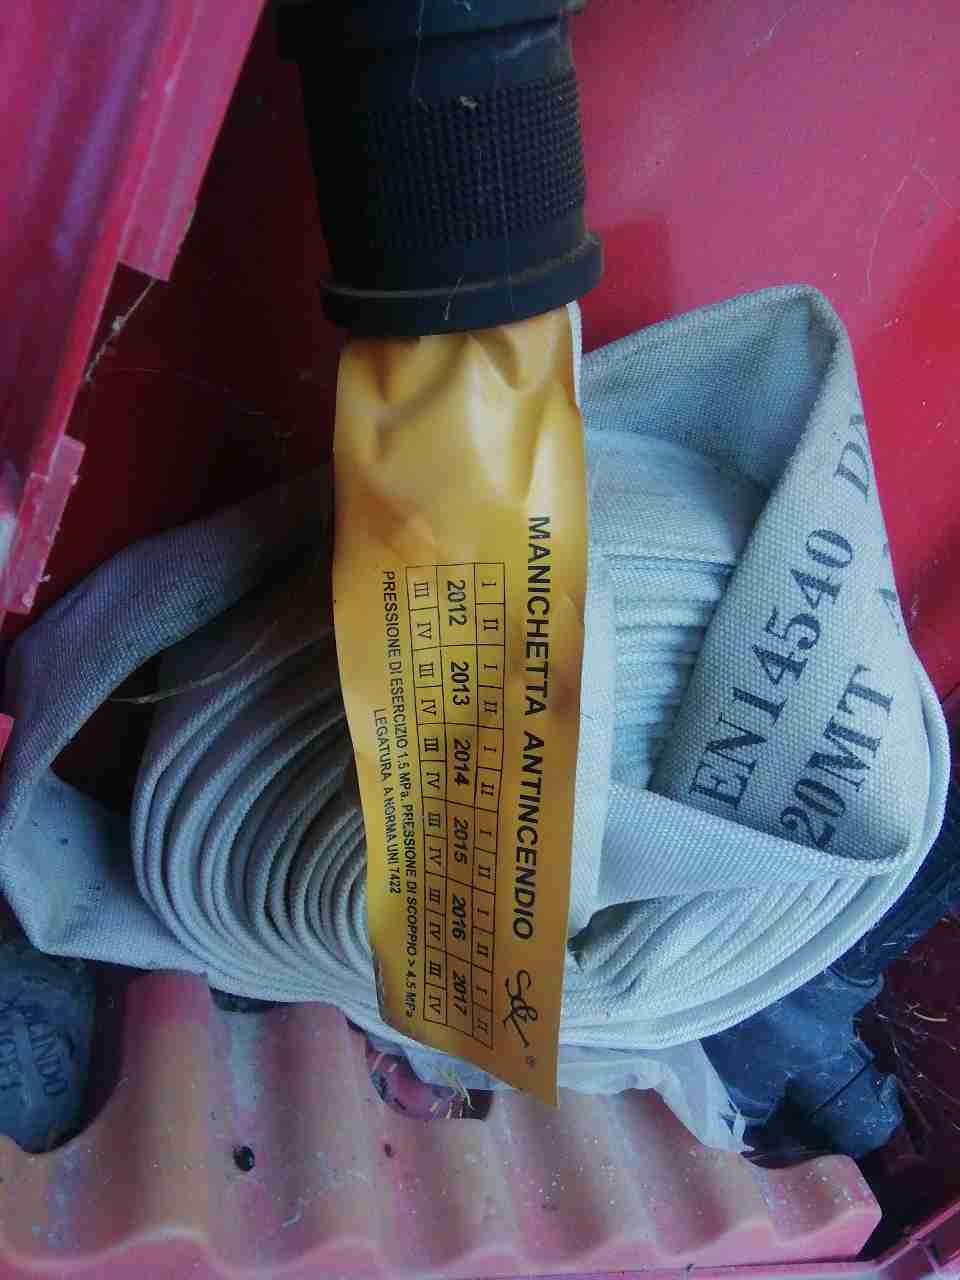 MANICHETTA ANTINCENDIO Sd ®
I II I II I II I II I II I II
2012 2013 2014 2015 2016 2017
III IV III IV III IV III IV III IV III IV
PRESSIONE DI ESERCIZIO 1.5 MPa. PRESSIONE DI SCOPPIO > 4.5 MPa
LEGATURA A NORMA UNI 7422
EN14540
20MT